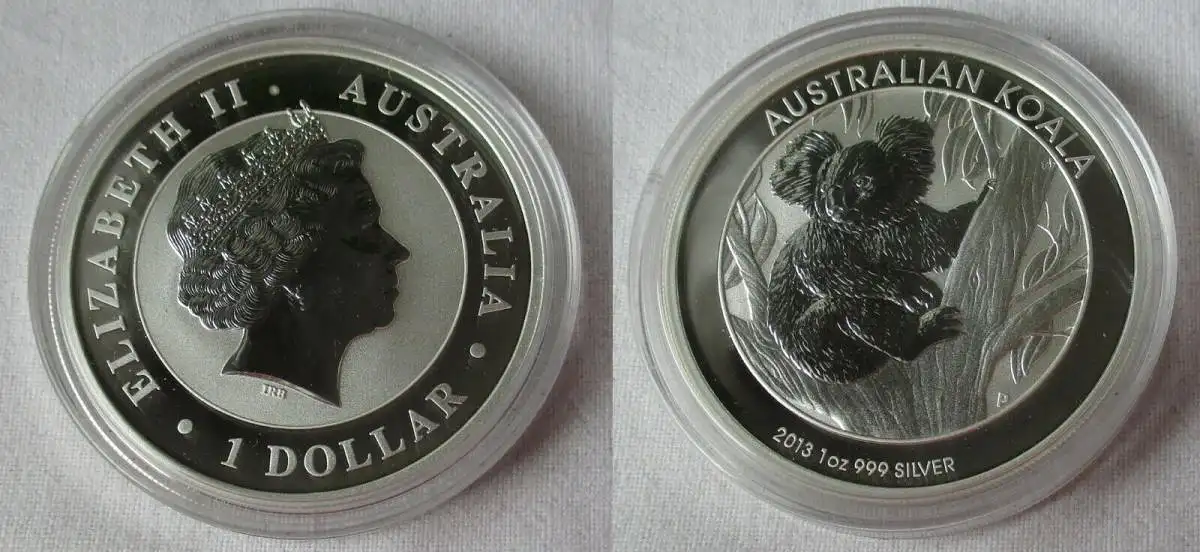 ELIZABETH II • AUSTRALIA •
1 DOLLAR •
IRB
AUSTRALIAN KOALA
P
2013 1oz 999 SILVER